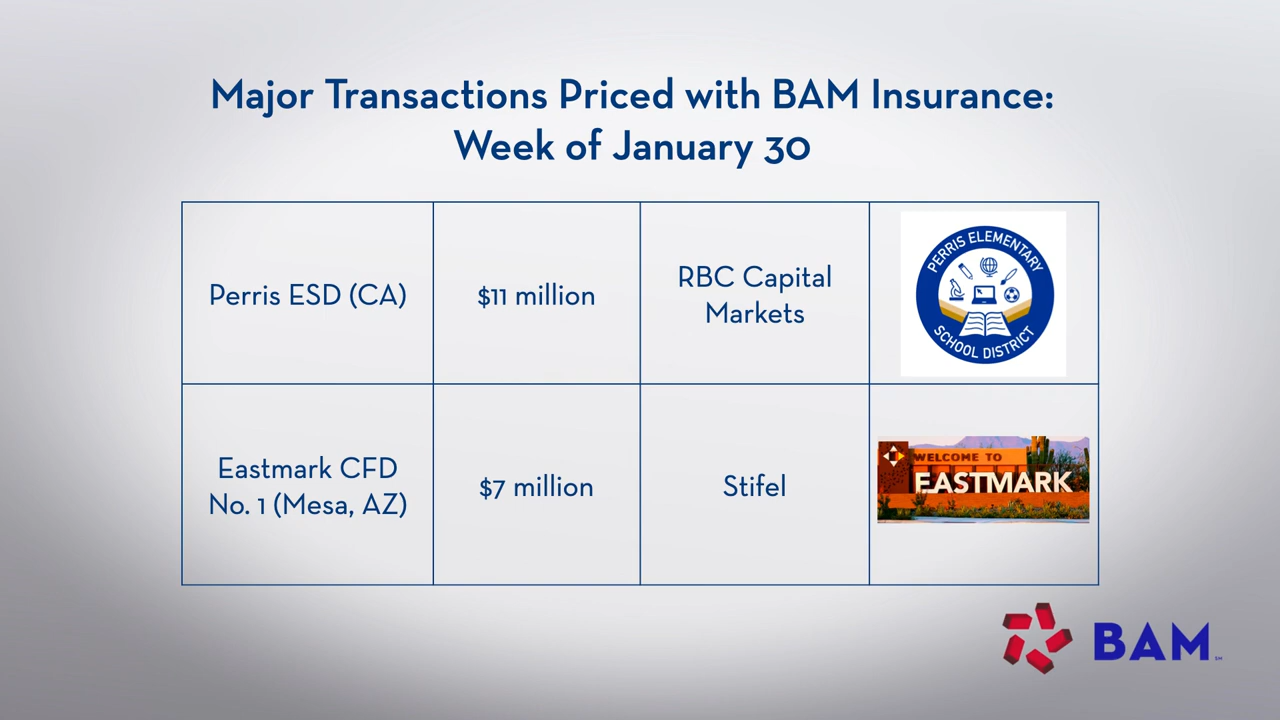 Major Transactions Priced with BAM Insurance:
Week of January 30
Perris ESD (CA)
$11 million
RBC Capital
Markets
PERRIS ELEMENTARY
SCHOOL DISTRICT
Eastmark CFD
No. 1 (Mesa, AZ)
$7 million
Stifel
WELCOME TO
EASTMARK
BAM
SM